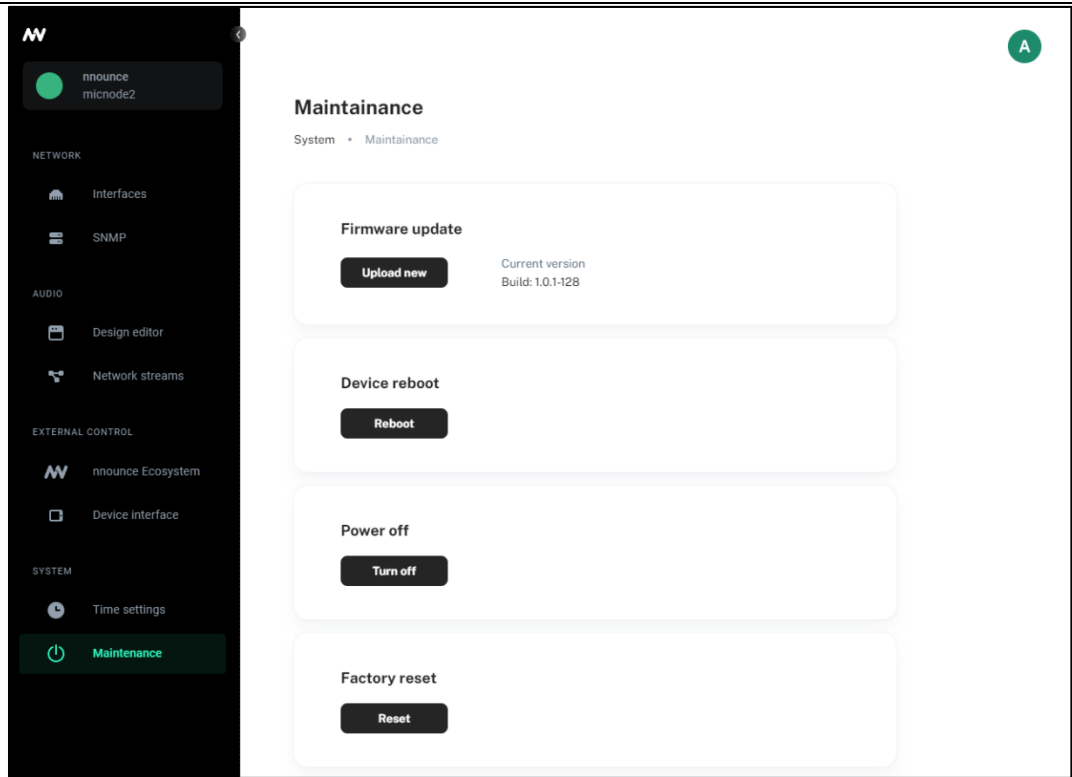 nnounce
micnode2
NETWORK
Interfaces
SNMP
AUDIO
Design editor
Network streams
EXTERNAL CONTROL
nnounce Ecosystem
Device interface
SYSTEM
Time settings
Maintenance
A
Maintainance
System • Maintainance
Firmware update
Upload new
Current version
Build: 1.0.1-128
Device reboot
Reboot
Power off
Turn off
Factory reset
Reset